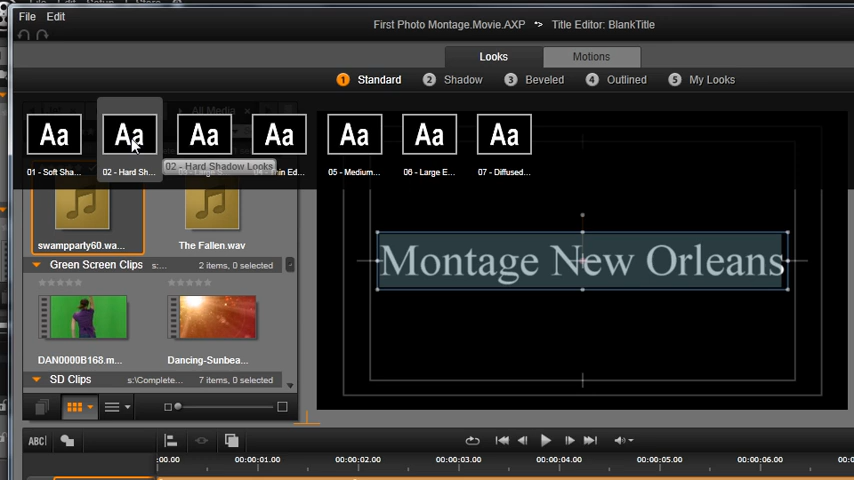 File Edit
First Photo Montage.Movie.AXP Title Editor: BlankTitle
Looks Motions
1 Standard 2 Shadow 3 Beveled 4 Outlined 5 My Looks
All Media
Aa Aa Aa Aa Aa Aa Aa
01 - Soft Sha... 02 - Hard Sh... 05 - Medium... 06 - Large E... 07 - Diffused...
02 - Hard Shadow Looks
swampparty60.wa... The Fallen.wav
Montage New Orleans
Green Screen Clips s:... 2 items, 0 selected
DAN0000B168.m... Dancing-Sunbea...
SD Clips s:\Complete... 7 items, 0 selected
ABC
:00.00 00:00:01.00 00:00:02.00 00:00:03.00 00:00:04.00 00:00:05.00 00:00:06.00